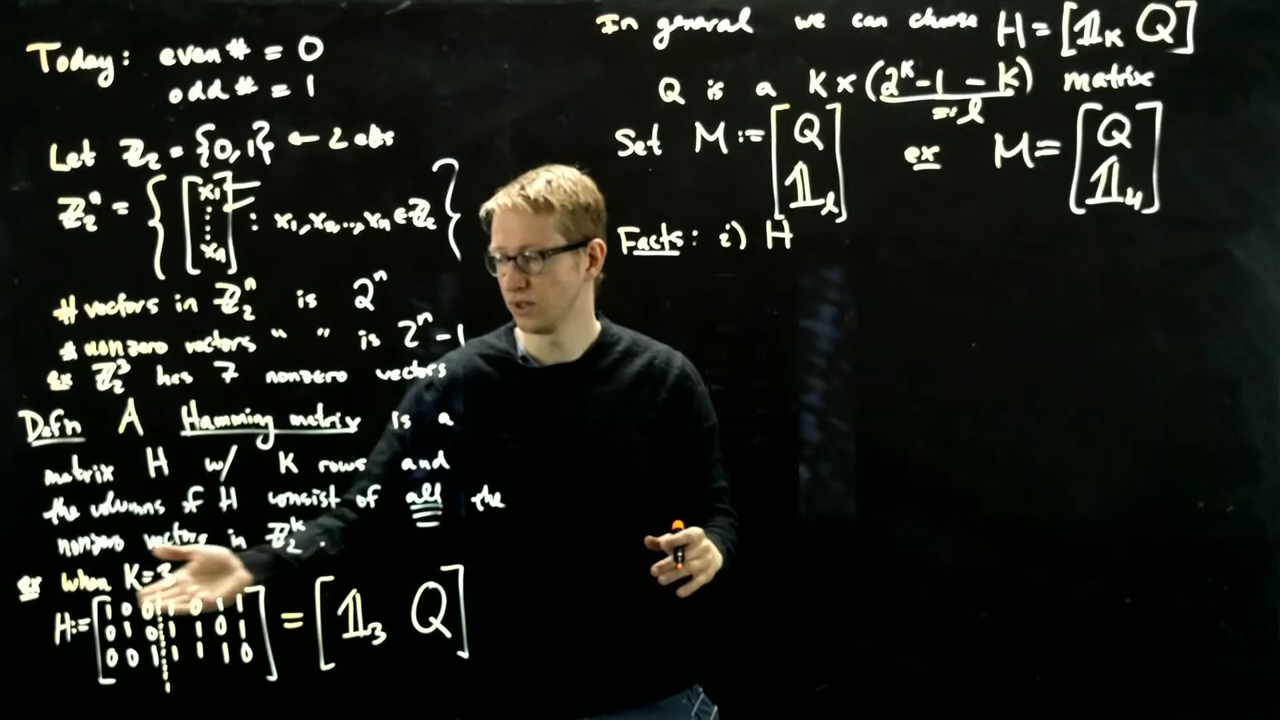 Today: even # = 0
odd # = 1
Let ℤ₂ = {0,1} ← 2 elts
ℤ₂ⁿ = { [x₁ ⋮ xₙ] : x₁, x₂, ..., xₙ ∈ ℤ₂ }
# vectors in ℤ₂ⁿ is 2ⁿ
# nonzero vectors " " is 2ⁿ-1
ex ℤ₂³ has 7 nonzero vectors
Defn A Hamming matrix is a
matrix H w/ K rows and
the columns of H consist of all the
nonzero vectors in ℤ₂ᵏ.
ex when K=3
H:= [1 0 0 1 0 1 1
0 1 0 1 1 0 1
0 0 1 1 1 1 0] = [𝟙₃ Q]
In general we can choose H = [𝟙ₖ Q]
Q is a K × (2ᵏ-1-K) matrix
=: l
Set M := [Q 𝟙ₗ] ex M = [Q 𝟙₄]
Facts: i) H